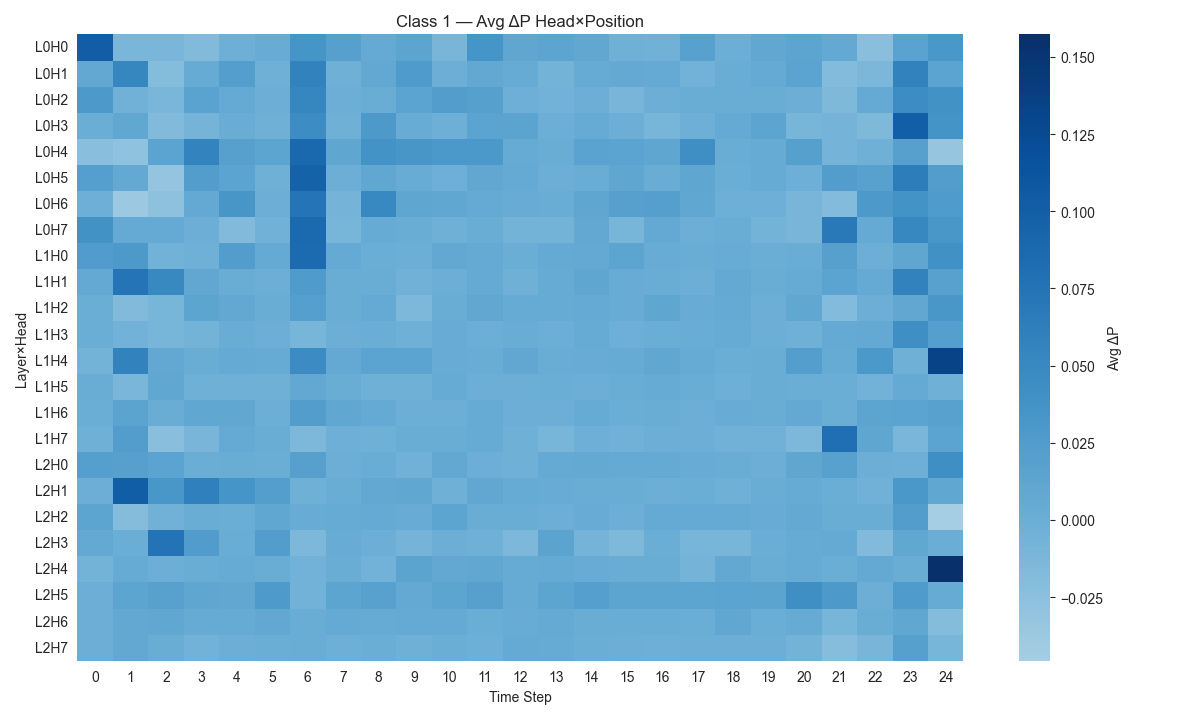 Class 1 — Avg ΔP Head×Position
Layer×Head
L0H0
L0H1
L0H2
L0H3
L0H4
L0H5
L0H6
L0H7
L1H0
L1H1
L1H2
L1H3
L1H4
L1H5
L1H6
L1H7
L2H0
L2H1
L2H2
L2H3
L2H4
L2H5
L2H6
L2H7
0 1 2 3 4 5 6 7 8 9 10 11 12 13 14 15 16 17 18 19 20 21 22 23 24
Time Step
0.150
0.125
0.100
0.075
0.050
0.025
0.000
−0.025
Avg ΔP